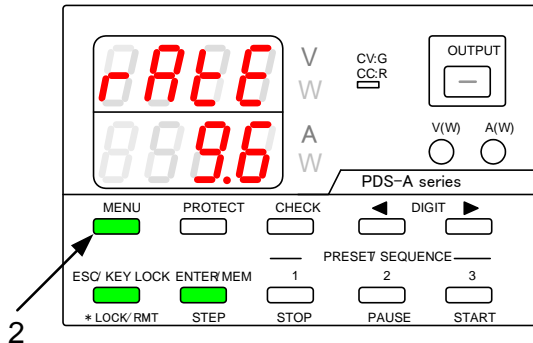 rAtE
V
W
9.6
A
W
CV:G
CC:R
OUTPUT
V(W) A(W)
PDS-A series
MENU PROTECT CHECK ◀ DIGIT ▶
PRESET/ SEQUENCE
ESC/ KEY LOCK ENTER/MEM 1 2 3
* LOCK/ RMT STEP STOP PAUSE START
2